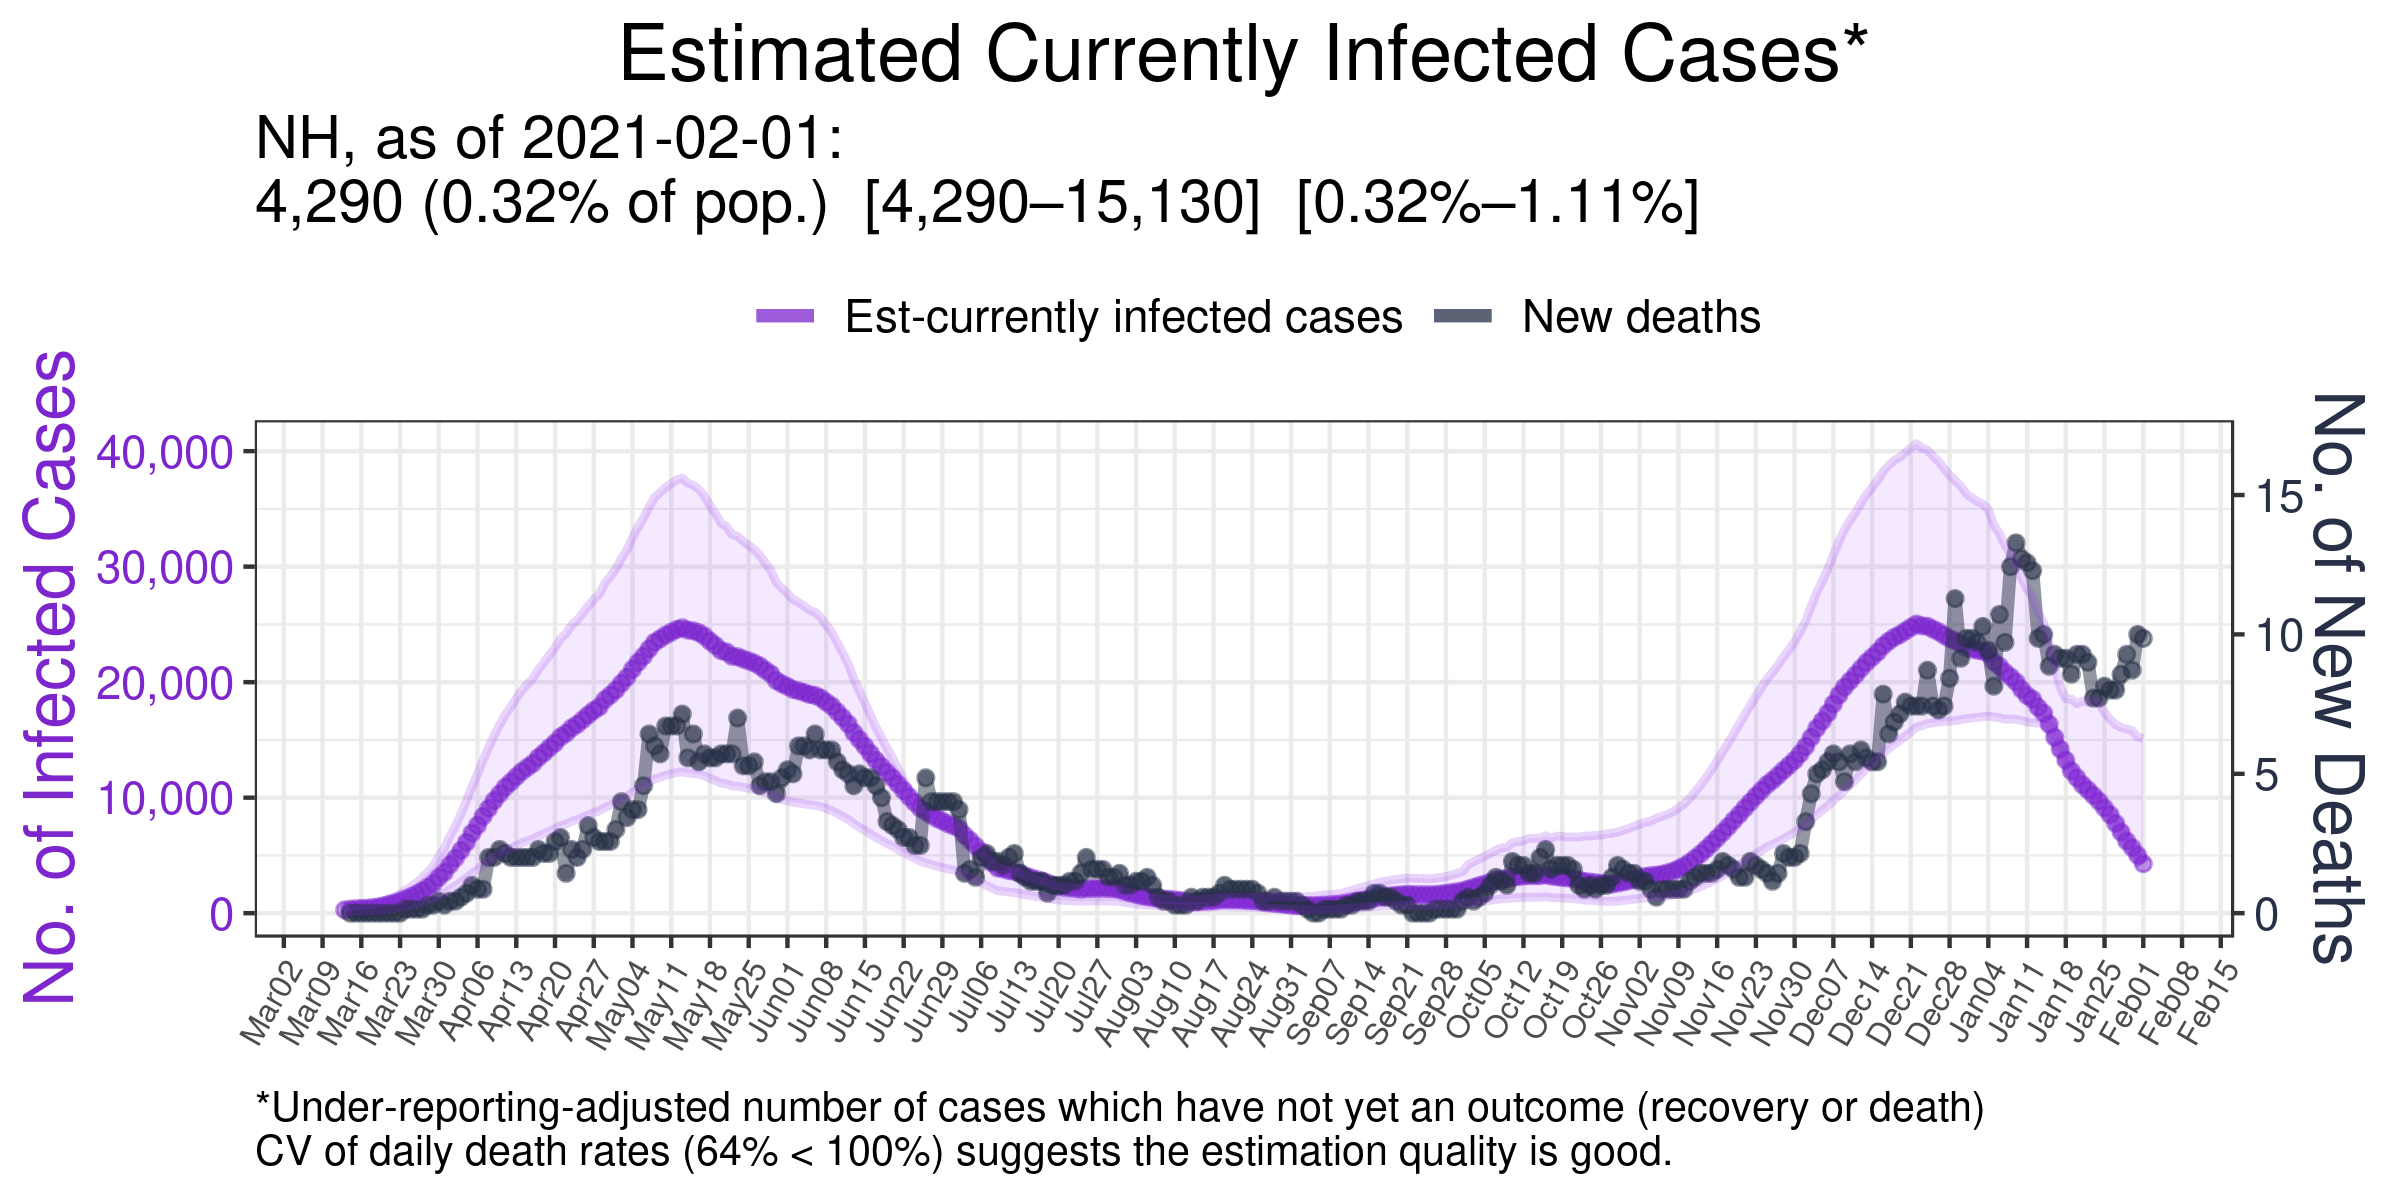 Estimated Currently Infected Cases*
NH, as of 2021-02-01:
4,290 (0.32% of pop.)  [4,290–15,130]  [0.32%–1.11%]
Est-currently infected cases
New deaths
No. of Infected Cases
40,000
30,000
20,000
10,000
0
15
10
5
0
No. of New Deaths
Mar02
Mar09
Mar16
Mar23
Mar30
Apr06
Apr13
Apr20
Apr27
May04
May11
May18
May25
Jun01
Jun08
Jun15
Jun22
Jun29
Jul06
Jul13
Jul20
Jul27
Aug03
Aug10
Aug17
Aug24
Aug31
Sep07
Sep14
Sep21
Sep28
Oct05
Oct12
Oct19
Oct26
Nov02
Nov09
Nov16
Nov23
Nov30
Dec07
Dec14
Dec21
Dec28
Jan04
Jan11
Jan18
Jan25
Feb01
Feb08
Feb15
*Under-reporting-adjusted number of cases which have not yet an outcome (recovery or death)
CV of daily death rates (64% < 100%) suggests the estimation quality is good.